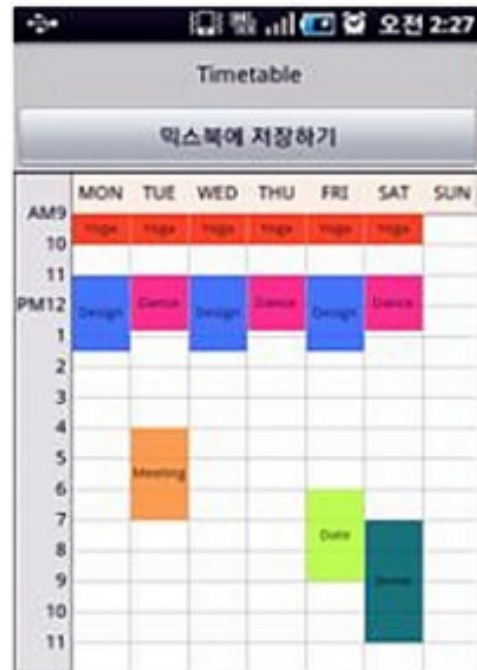 오전 2:27
Timetable
믹스북에 저장하기
MON TUE WED THU FRI SAT SUN
AM9
Yoga Yoga Yoga Yoga Yoga Yoga
10
11
PM12
Design Dance Design Dance Design Dance
1
2
3
4
5
Meeting
6
7
Date
8
9
10
11